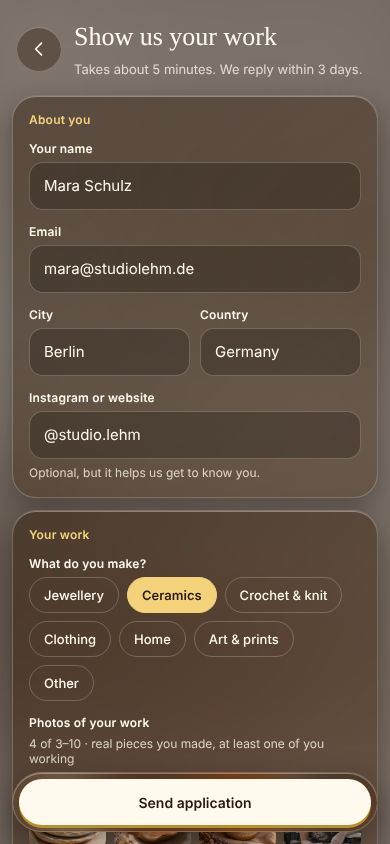 Show us your work
Takes about 5 minutes. We reply within 3 days.
About you
Your name
Mara Schulz
Email
mara@studiolehm.de
City
Country
Berlin
Germany
Instagram or website
@studio.lehm
Optional, but it helps us get to know you.
Your work
What do you make?
Jewellery
Ceramics
Crochet & knit
Clothing
Home
Art & prints
Other
Photos of your work
4 of 3–10 · real pieces you made, at least one of you
working
Send application